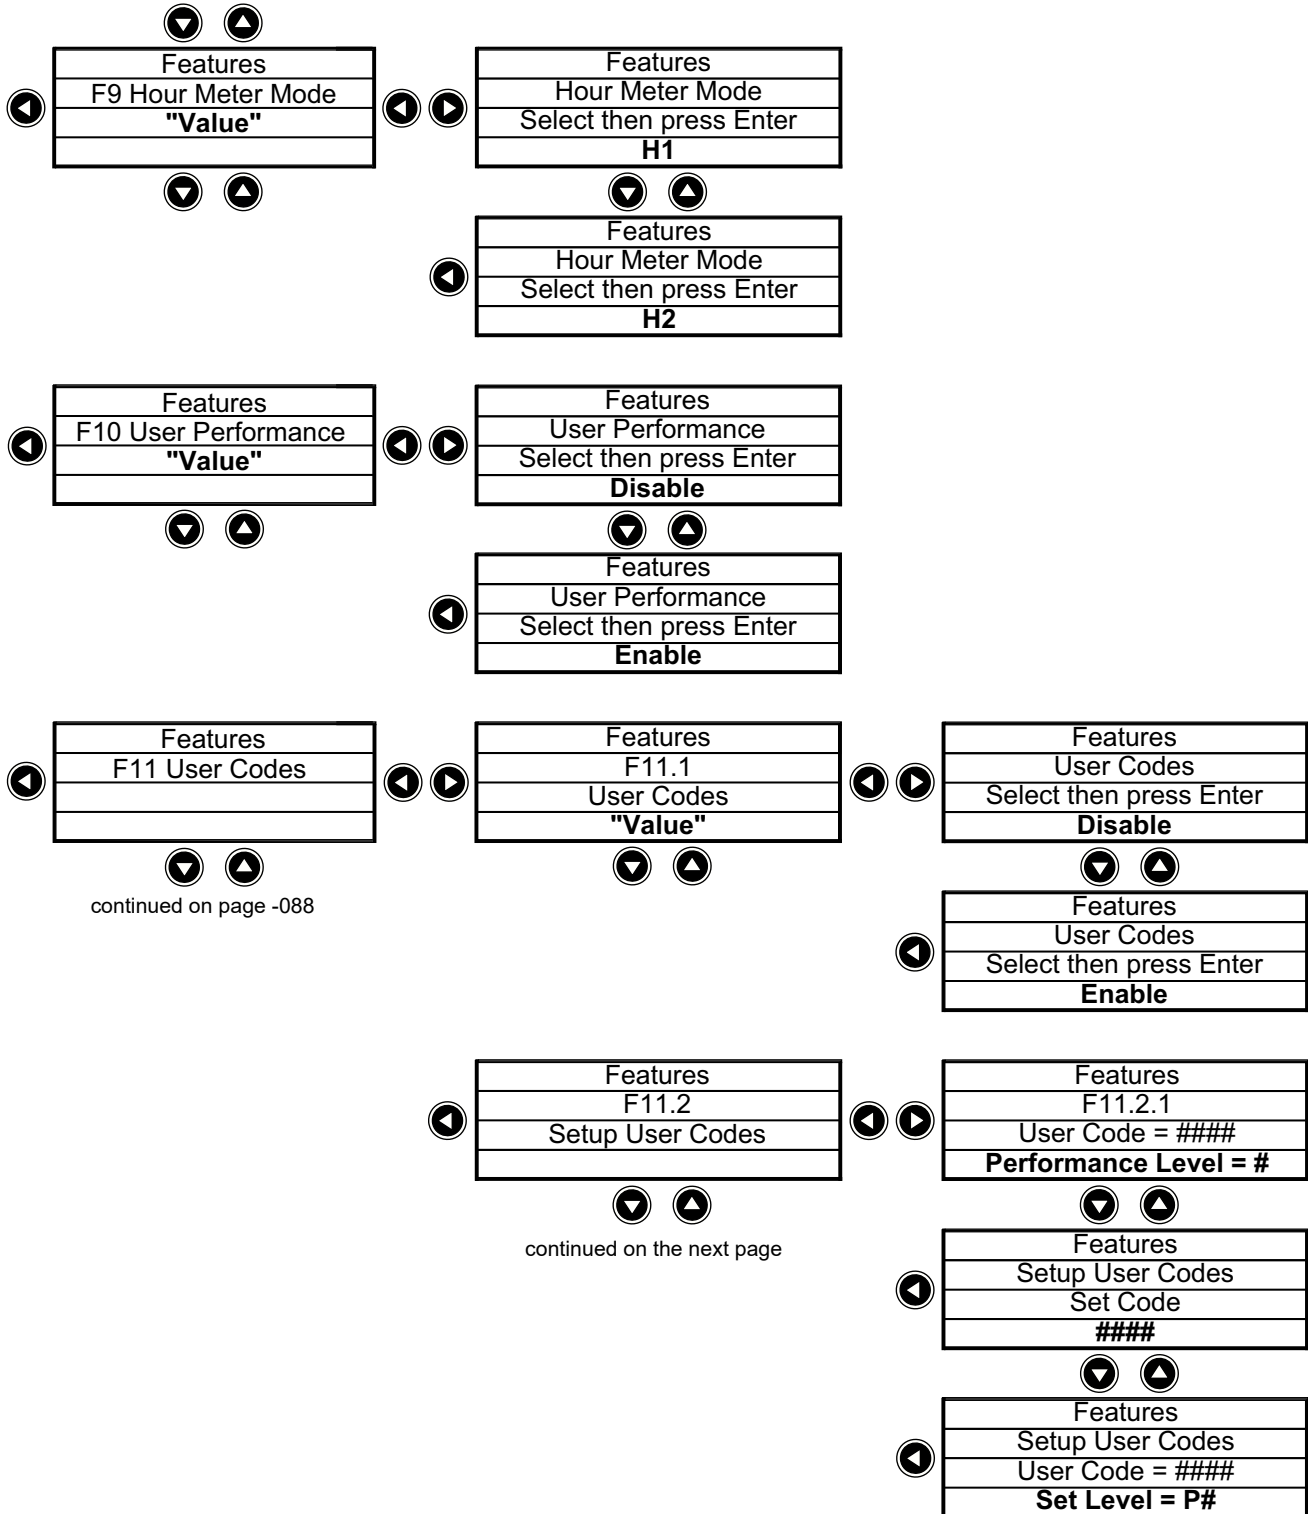 Features
F9 Hour Meter Mode
"Value"
Features
Hour Meter Mode
Select then press Enter
H1
Features
Hour Meter Mode
Select then press Enter
H2
Features
F10 User Performance
"Value"
Features
User Performance
Select then press Enter
Disable
Features
User Performance
Select then press Enter
Enable
Features
F11 User Codes
continued on page -088
Features
F11.1
User Codes
"Value"
Features
User Codes
Select then press Enter
Disable
Features
User Codes
Select then press Enter
Enable
Features
F11.2
Setup User Codes
continued on the next page
Features
F11.2.1
User Code = ####
Performance Level = #
Features
Setup User Codes
Set Code
####
Features
Setup User Codes
User Code = ####
Set Level = P#